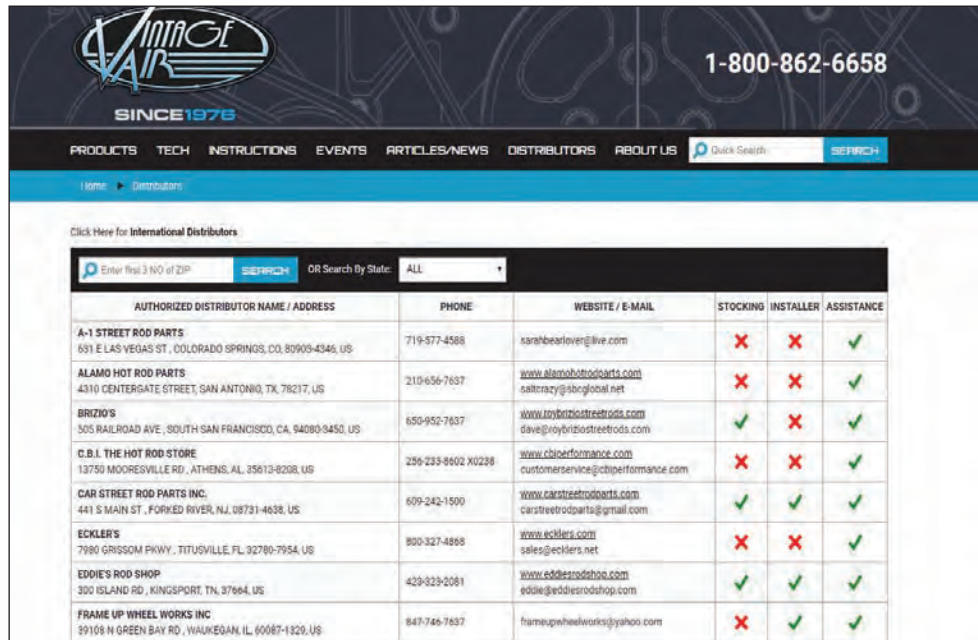 VINTAGE
AIR
SINCE1976
1-800-862-6658
PRODUCTS TECH INSTRUCTIONS EVENTS ARTICLES/NEWS DISTRIBUTORS ABOUT US Quick Search SEARCH
Home ▶ Distributors
Click Here for International Distributors
Enter first 3 NO of ZIP SEARCH OR Search By State: ALL
AUTHORIZED DISTRIBUTOR NAME / ADDRESS PHONE WEBSITE / E-MAIL STOCKING INSTALLER ASSISTANCE
A-1 STREET ROD PARTS
631 E LAS VEGAS ST , COLORADO SPRINGS, CO, 80903-4346, US 719-577-4588 sarahbearlover@live.com
ALAMO HOT ROD PARTS
4310 CENTERGATE STREET, SAN ANTONIO, TX, 78217, US 210-656-7637 www.alamohotrodparts.com
saltcrazy@sbcglobal.net
BRIZIO'S
505 RAILROAD AVE , SOUTH SAN FRANCISCO, CA, 94080-3450, US 650-952-7637 www.roybriziostreetrods.com
dave@roybriziostreetrods.com
C.B.I. THE HOT ROD STORE
13750 MOORESVILLE RD , ATHENS, AL, 35613-8208, US 256-233-8602 X0238 www.cbiperformance.com
customerservice@cbiperformance.com
CAR STREET ROD PARTS INC.
441 S MAIN ST , FORKED RIVER, NJ, 08731-4638, US 609-242-1500 www.carstreetrodparts.com
carstreetrodparts@gmail.com
ECKLER'S
7980 GRISSOM PKWY , TITUSVILLE, FL, 32780-7954, US 800-327-4868 www.ecklers.com
sales@ecklers.net
EDDIE'S ROD SHOP
300 ISLAND RD , KINGSPORT, TN, 37664, US 423-323-2081 www.eddiesrodshop.com
eddie@eddiesrodshop.com
FRAME UP WHEEL WORKS INC
39108 N GREEN BAY RD , WAUKEGAN, IL, 60087-1329, US 847-746-7637 frameupwheelworks@yahoo.com